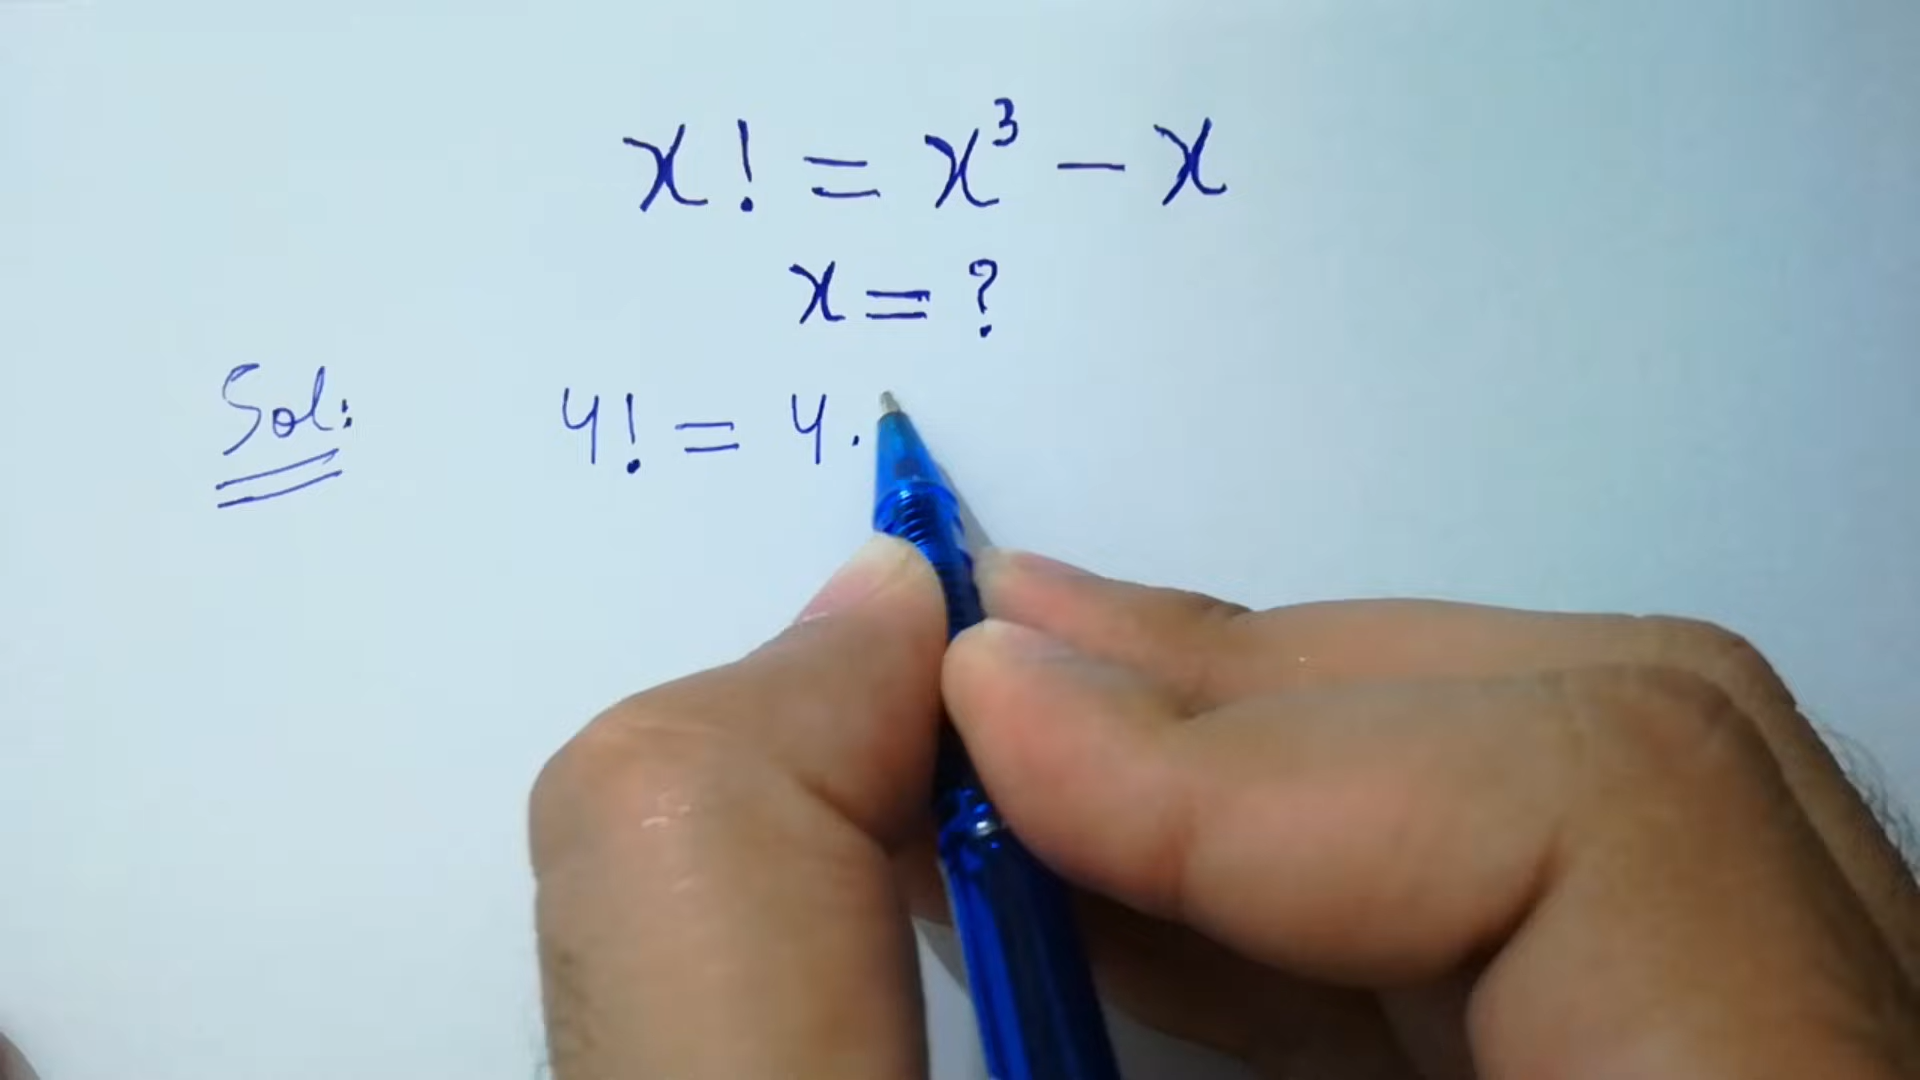 x! = x³ - x
x = ?
Sol: 4! = 4 .